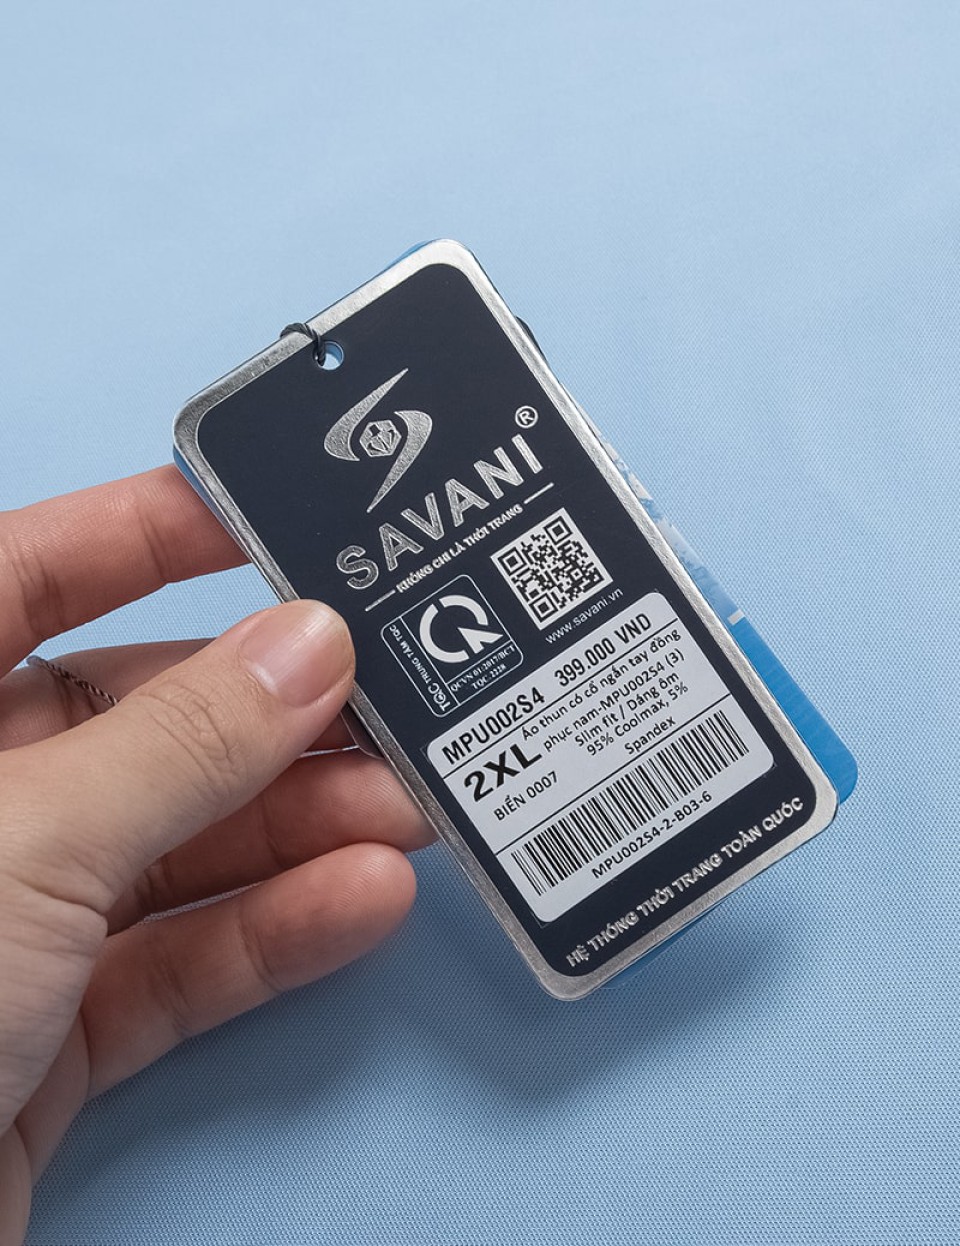 SAVANI®
KHÔNG CHỈ LÀ THỜI TRANG
TQC TRUNG TÂM TQC
QCVN 01:2017/BCT
TQC.2228
www.savani.vn
MPU002S4 399.000 VND
2XL
Áo thun có cổ ngắn tay đồng
phục nam-MPU002S4 (3)
Slim fit / Dáng ôm
95% Coolmax, 5%
Spandex
BIỂN 0007
MPU002S4-2-B03-6
HỆ THỐNG THỜI TRANG TOÀN QUỐC